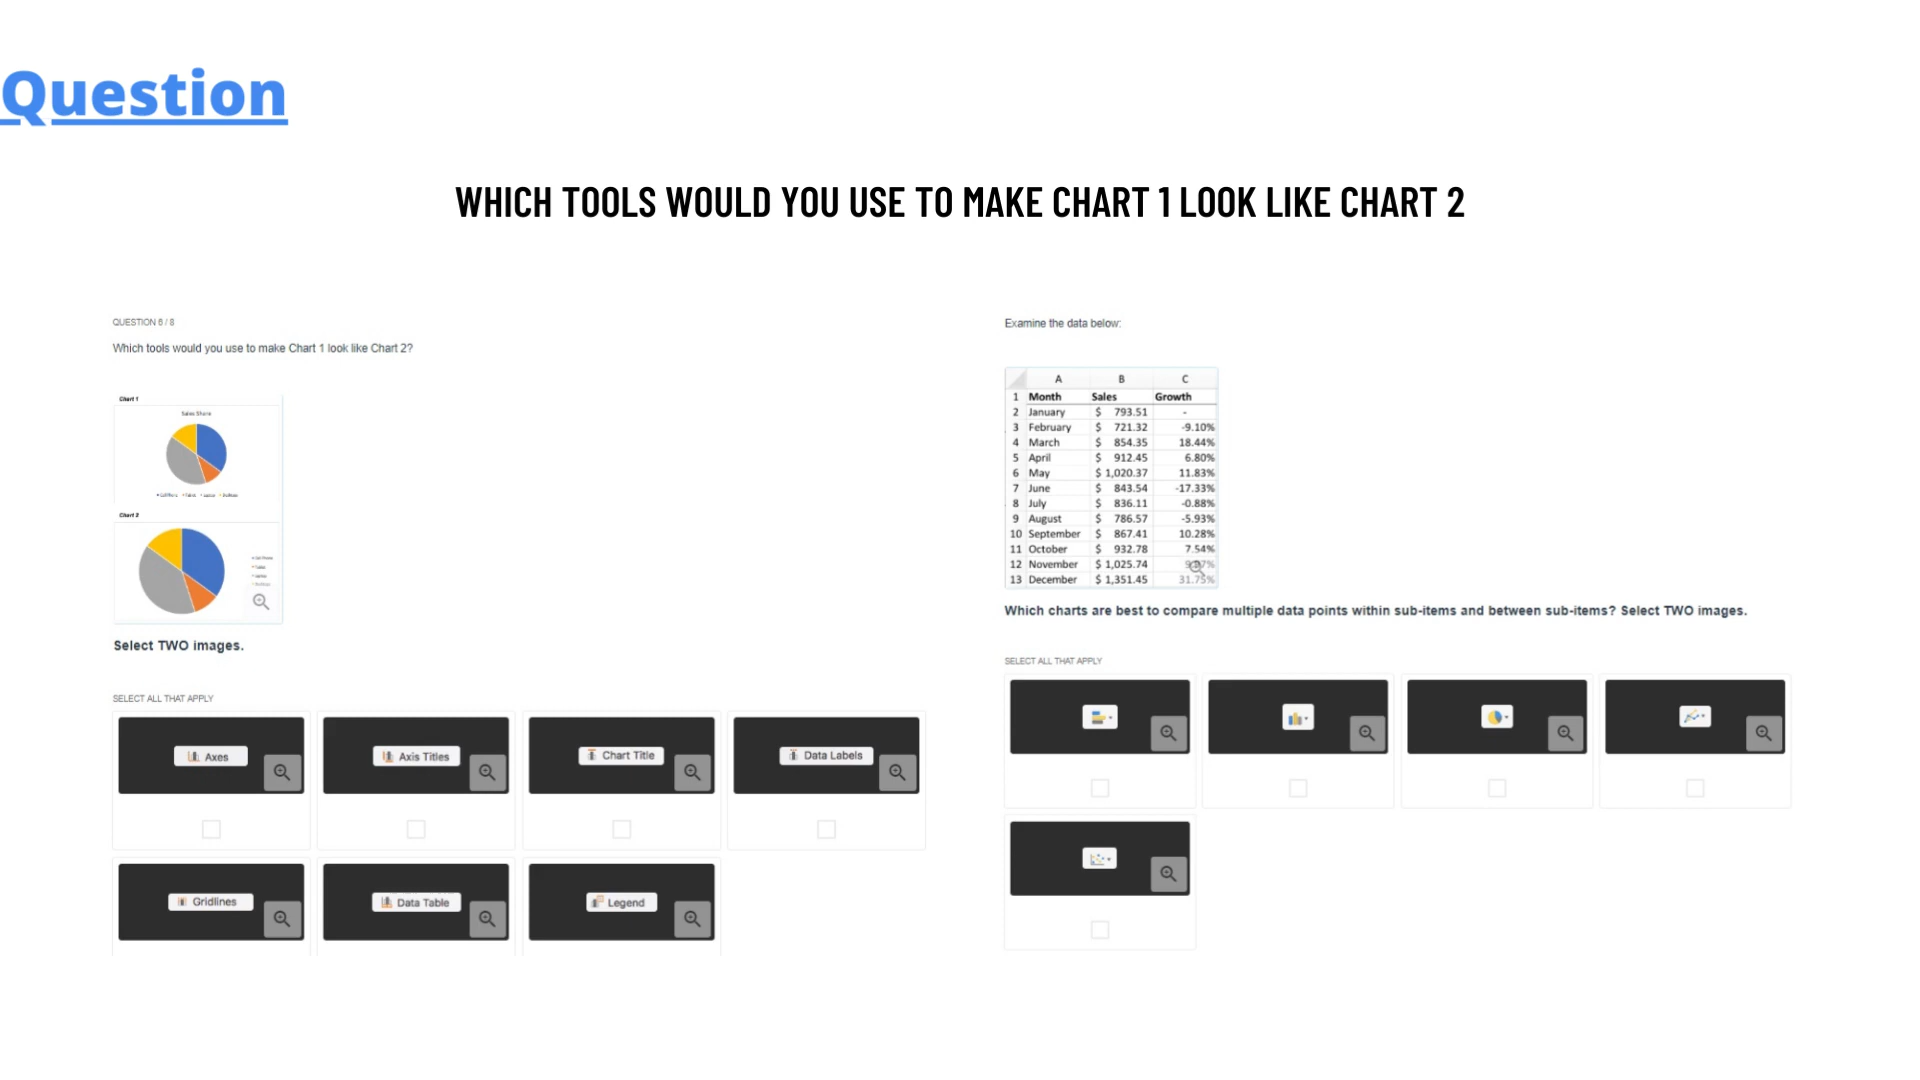 Question
WHICH TOOLS WOULD YOU USE TO MAKE CHART 1 LOOK LIKE CHART 2
QUESTION 6 / 8
Which tools would you use to make Chart 1 look like Chart 2?
Chart 1
Sales Share
Chart 2
Select TWO images.
SELECT ALL THAT APPLY
Axes
Axis Titles
Chart Title
Data Labels
Gridlines
Data Table
Legend
Examine the data below:
A B C
1 Month Sales Growth
2 January $ 793.51 -
3 February $ 721.32 -9.10%
4 March $ 854.35 18.44%
5 April $ 912.45 6.80%
6 May $ 1,020.37 11.83%
7 June $ 843.54 -17.33%
8 July $ 836.11 -0.88%
9 August $ 786.57 -5.93%
10 September $ 867.41 10.28%
11 October $ 932.78 7.54%
12 November $ 1,025.74
13 December $ 1,351.45 31.75%
Which charts are best to compare multiple data points within sub-items and between sub-items? Select TWO images.
SELECT ALL THAT APPLY